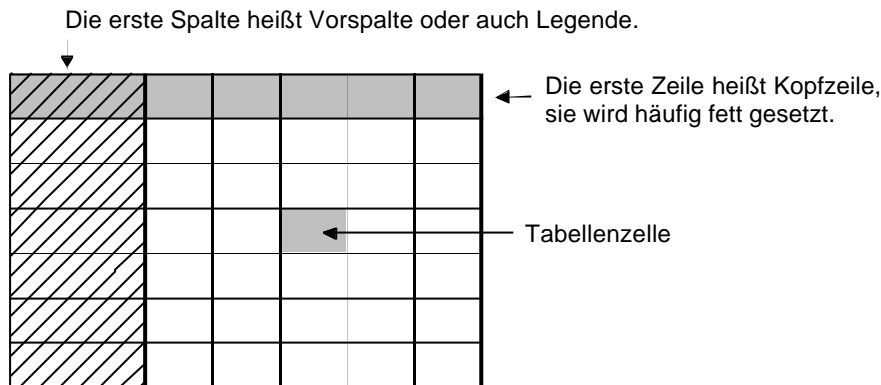 Die erste Spalte heißt Vorspalte oder auch Legende.
Die erste Zeile heißt Kopfzeile,
sie wird häufig fett gesetzt.
Tabellenzelle